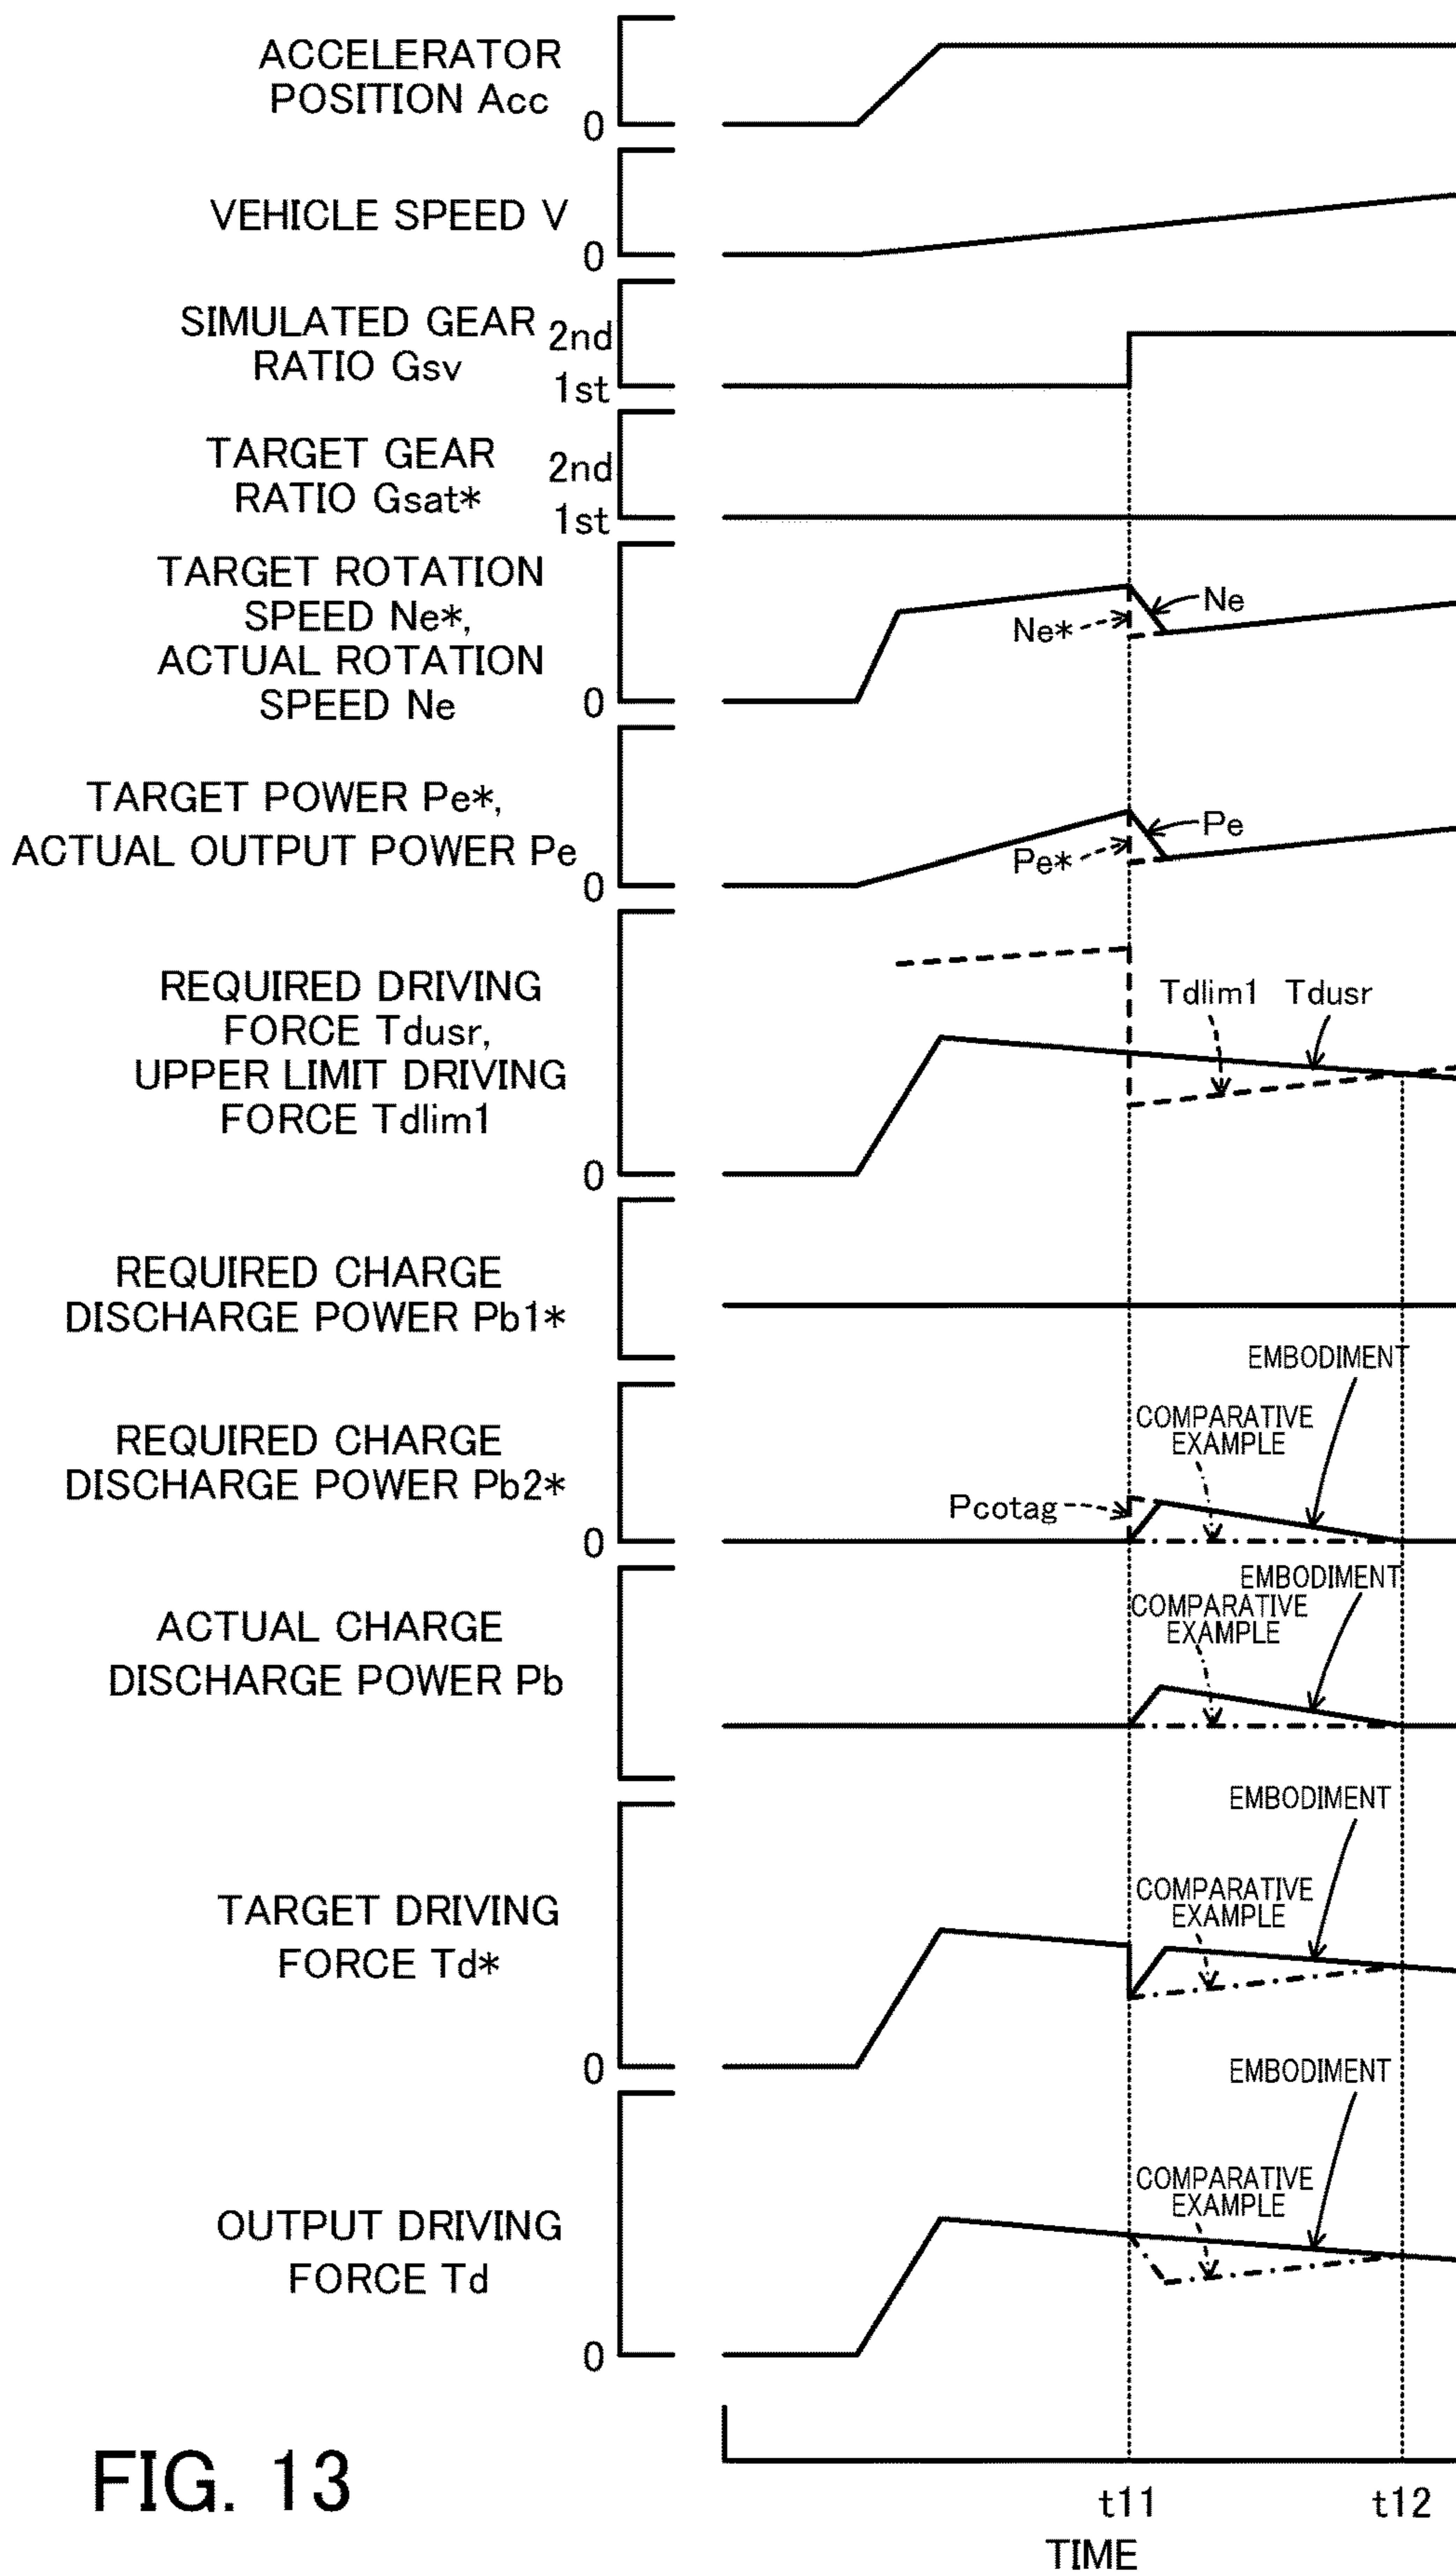 ACCELERATOR
POSITION Acc
0
VEHICLE SPEED V
0
SIMULATED GEAR
RATIO Gsv
2nd
1st
TARGET GEAR
RATIO Gsat*
2nd
1st
TARGET ROTATION
SPEED Ne*,
ACTUAL ROTATION
SPEED Ne
0
Ne
Ne*
TARGET POWER Pe*,
ACTUAL OUTPUT POWER Pe
0
Pe
Pe*
REQUIRED DRIVING
FORCE Tdusr,
UPPER LIMIT DRIVING
FORCE Tdlim1
0
Tdlim1 Tdusr
REQUIRED CHARGE
DISCHARGE POWER Pb1*
REQUIRED CHARGE
DISCHARGE POWER Pb2*
0
EMBODIMENT
COMPARATIVE
EXAMPLE
Pcotag
ACTUAL CHARGE
DISCHARGE POWER Pb
EMBODIMENT
COMPARATIVE
EXAMPLE
TARGET DRIVING
FORCE Td*
0
EMBODIMENT
COMPARATIVE
EXAMPLE
OUTPUT DRIVING
FORCE Td
0
EMBODIMENT
COMPARATIVE
EXAMPLE
FIG. 13
t11 t12
TIME